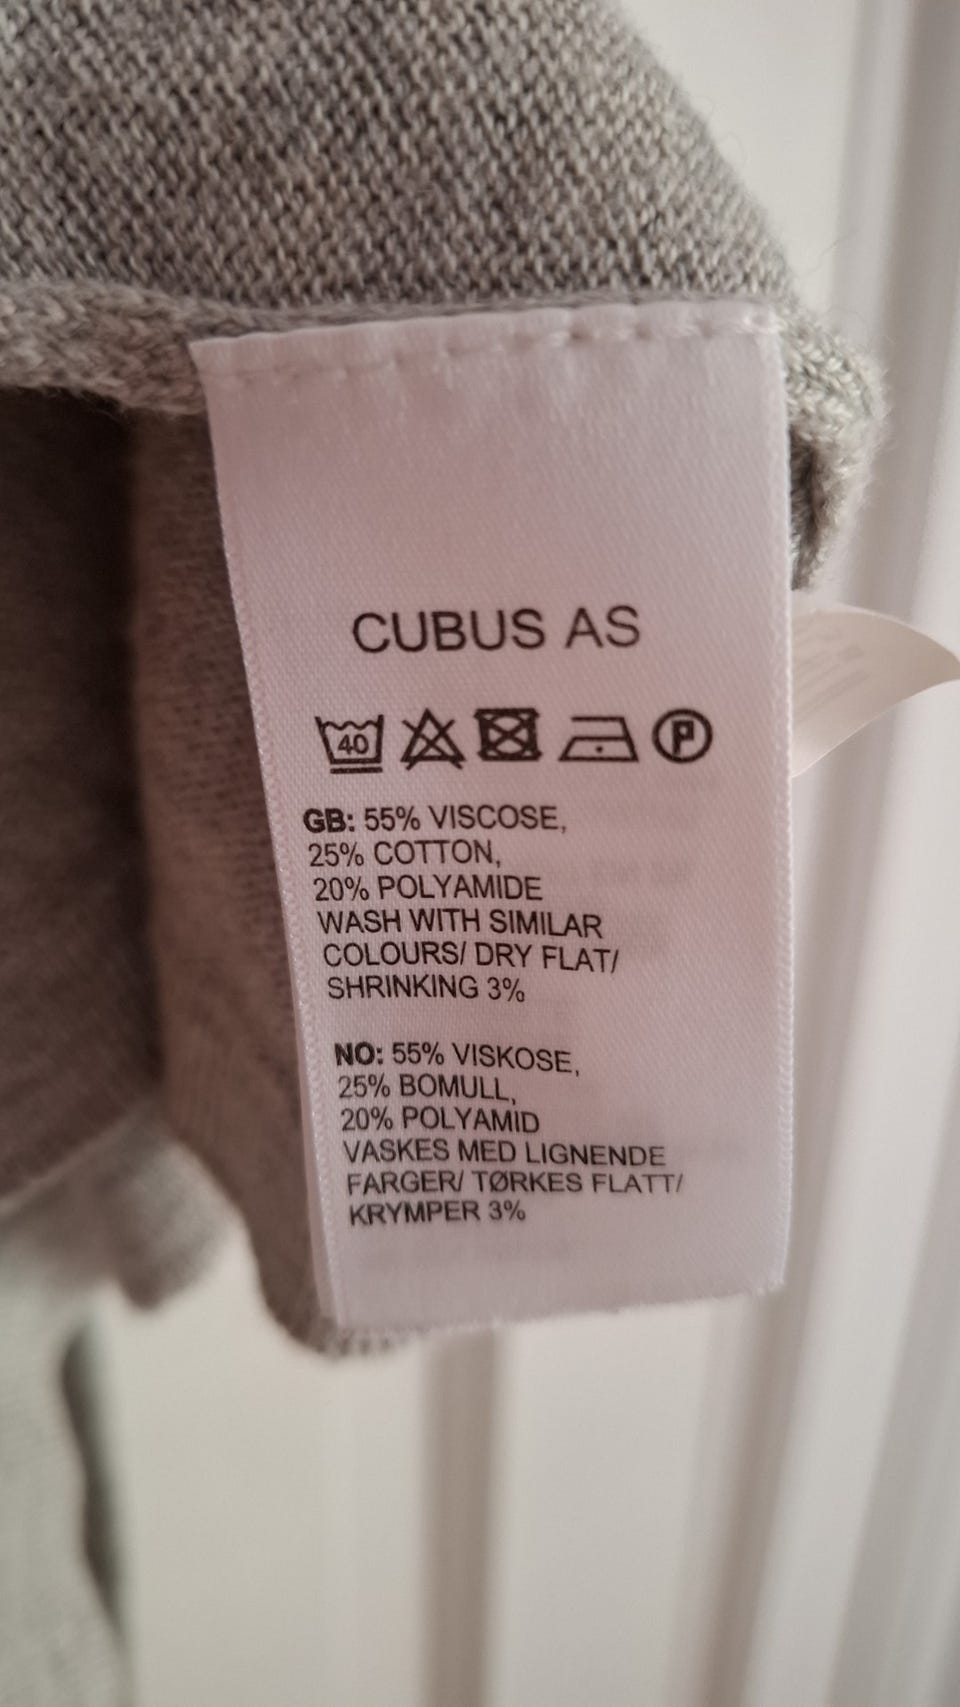 CUBUS AS
40 P
GB: 55% VISCOSE,
25% COTTON,
20% POLYAMIDE
WASH WITH SIMILAR
COLOURS/ DRY FLAT/
SHRINKING 3%
NO: 55% VISKOSE,
25% BOMULL,
20% POLYAMID
VASKES MED LIGNENDE
FARGER/ TØRKES FLATT/
KRYMPER 3%